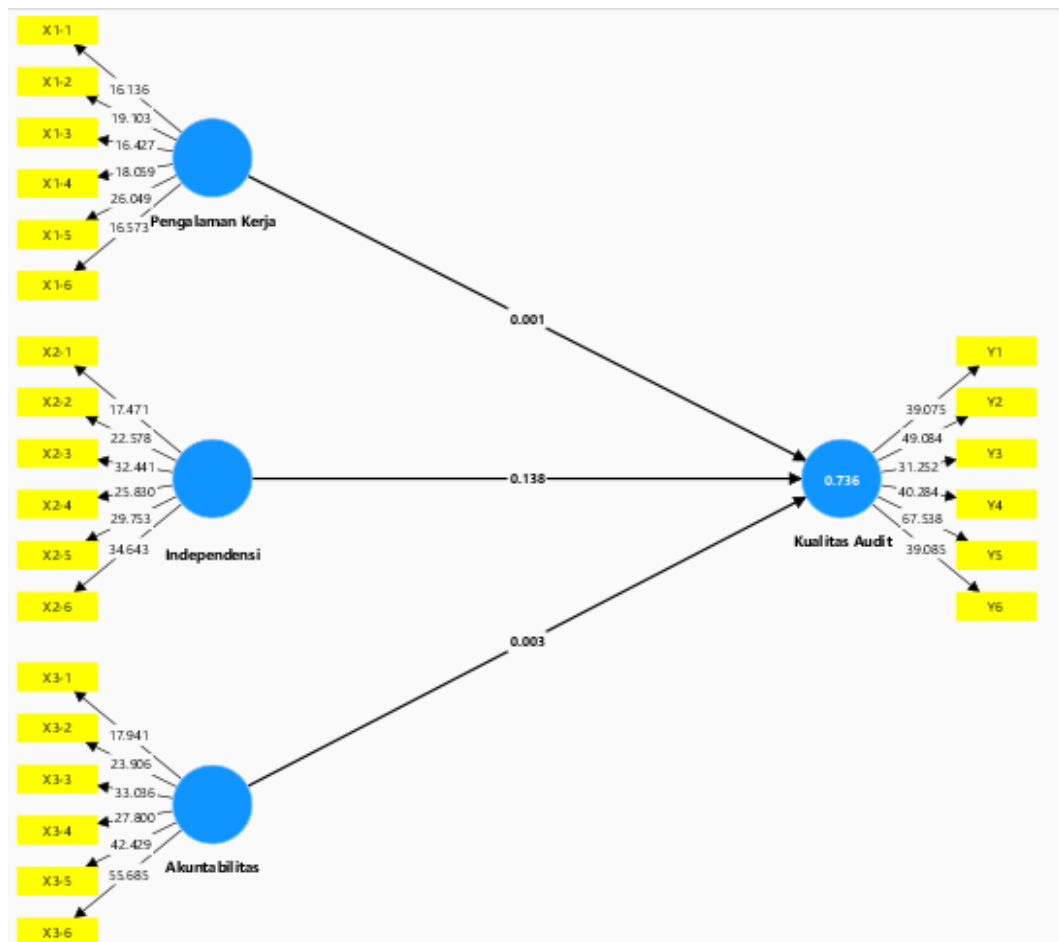 X1-1
16.136
X1-2
19.103
X1-3
16.427
18.059
X1-4
26.049
X1-5
16.573
Pengalaman Kerja
X1-6
0.001
X2-1
17.471
X2-2
22.578
X2-3
32.441
25.830
X2-4
29.753
X2-5
34.643
Independensi
X2-6
0.138
Y1
39.075
Y2
49.084
Y3
31.252
0.736
40.284
Y4
67.538
Kualitas Audit
39.085
Y5
Y6
0.003
X3-1
17.941
X3-2
23.906
X3-3
33.036
27.800
X3-4
42.429
Akuntabilitas
55.685
X3-5
X3-6